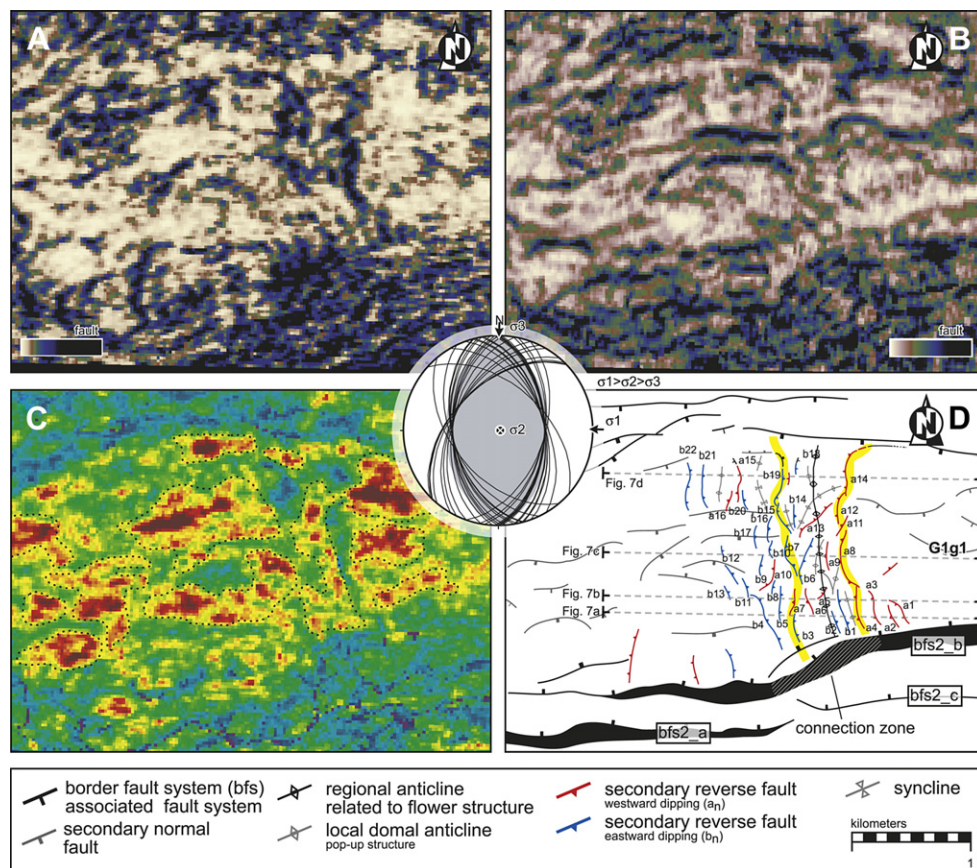 A
N
fault
B
N
fault
N
σ3
σ1
σ2
C
σ1>σ2>σ3
D
N
b22
b21
a15
b18
b19
a14
Fig. 7d
a16
b20
b15
b14
b16
a12
b17
a13
a11
b7
Fig. 7c
b12
b10
a8
G1g1
a9
b9
a10
b6
a3
Fig. 7b
b13
b11
b8
a5
a1
Fig. 7a
a7
a6
b4
b5
b2
b1
a4
a2
b3
bfs2_b
bfs2_c
bfs2_a
connection zone
border fault system (bfs)
associated fault system
secondary normal
fault
regional anticline
related to flower structure
local domal anticline
pop-up structure
secondary reverse fault
westward dipping (an)
secondary reverse fault
eastward dipping (bn)
syncline
kilometers
1